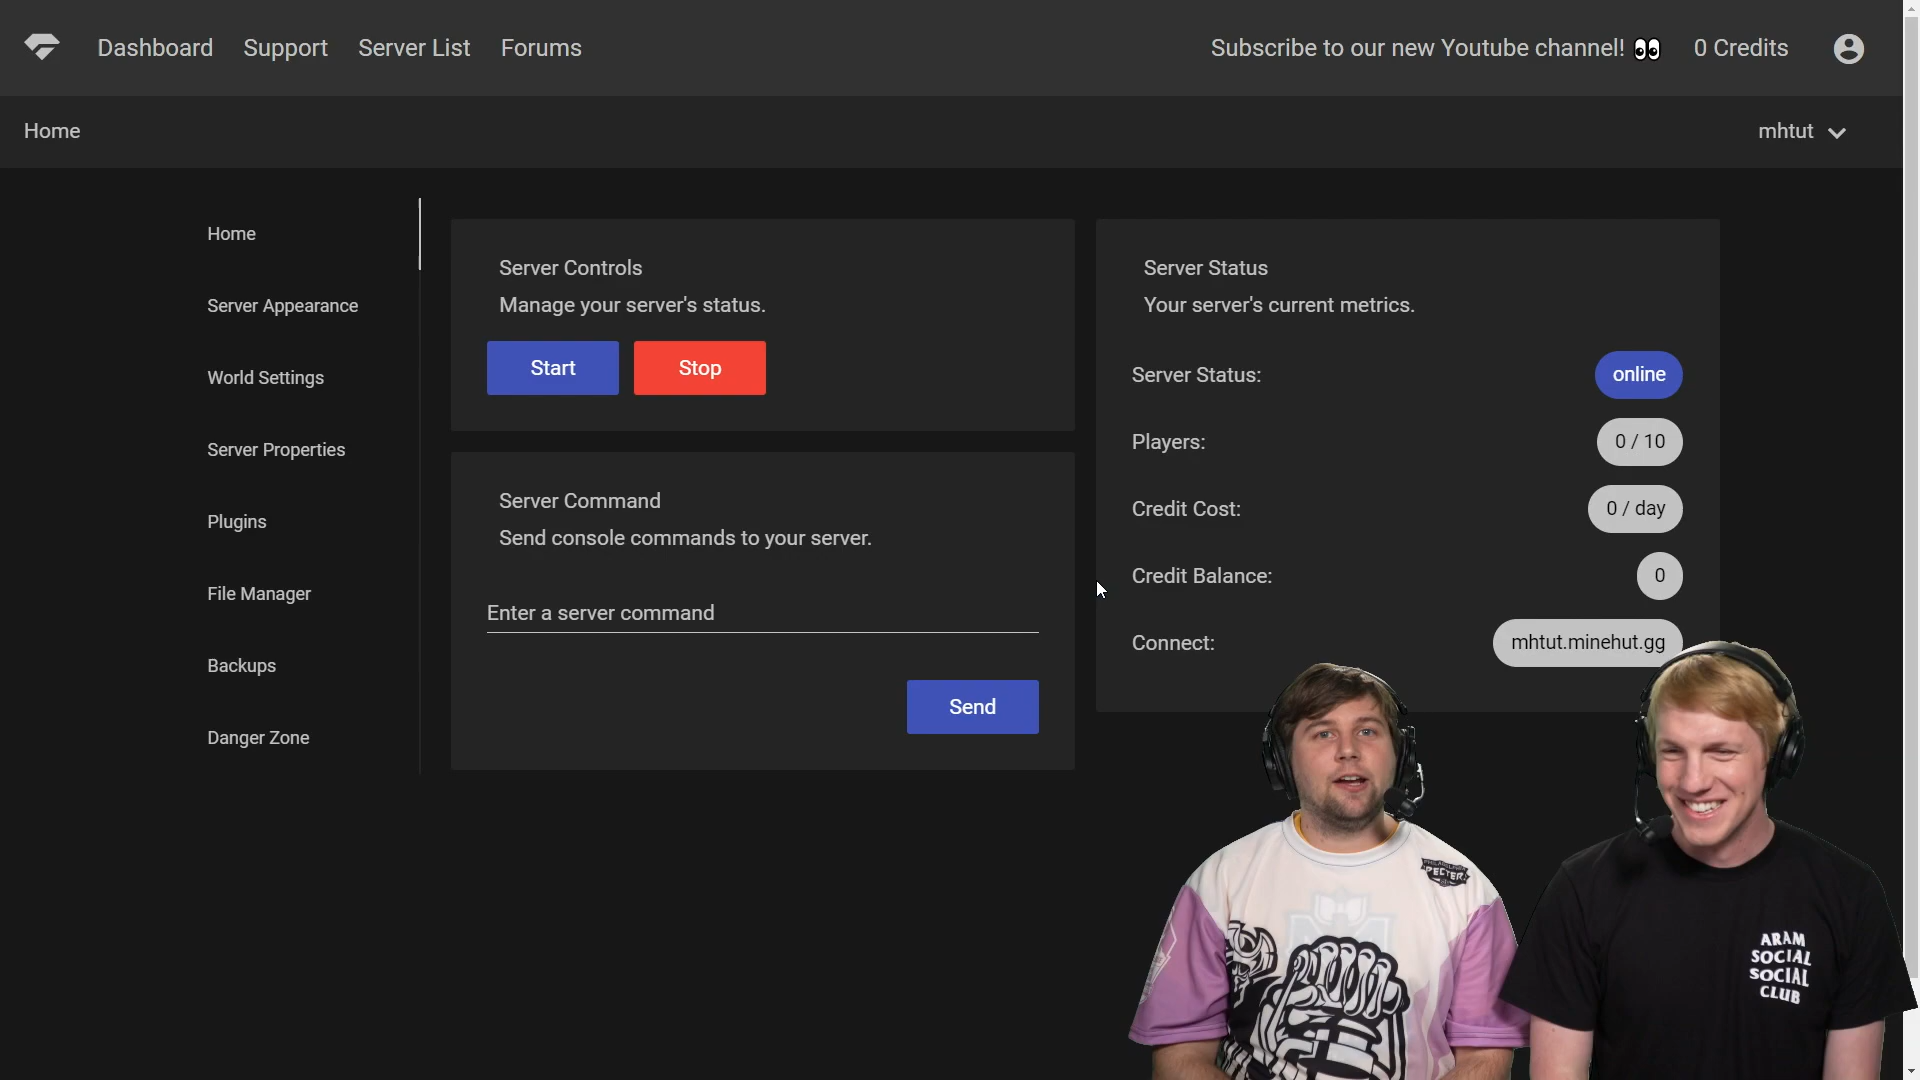 Dashboard Support Server List Forums Subscribe to our new Youtube channel! 👀 0 Credits
Home mhtut
Home
Server Appearance
World Settings
Server Properties
Plugins
File Manager
Backups
Danger Zone
Server Controls
Manage your server's status.
Start Stop
Server Command
Send console commands to your server.
Enter a server command
Send
Server Status
Your server's current metrics.
Server Status: online
Players: 0 / 10
Credit Cost: 0 / day
Credit Balance: 0
Connect: mhtut.minehut.gg
ARAM
SOCIAL
SOCIAL
CLUB